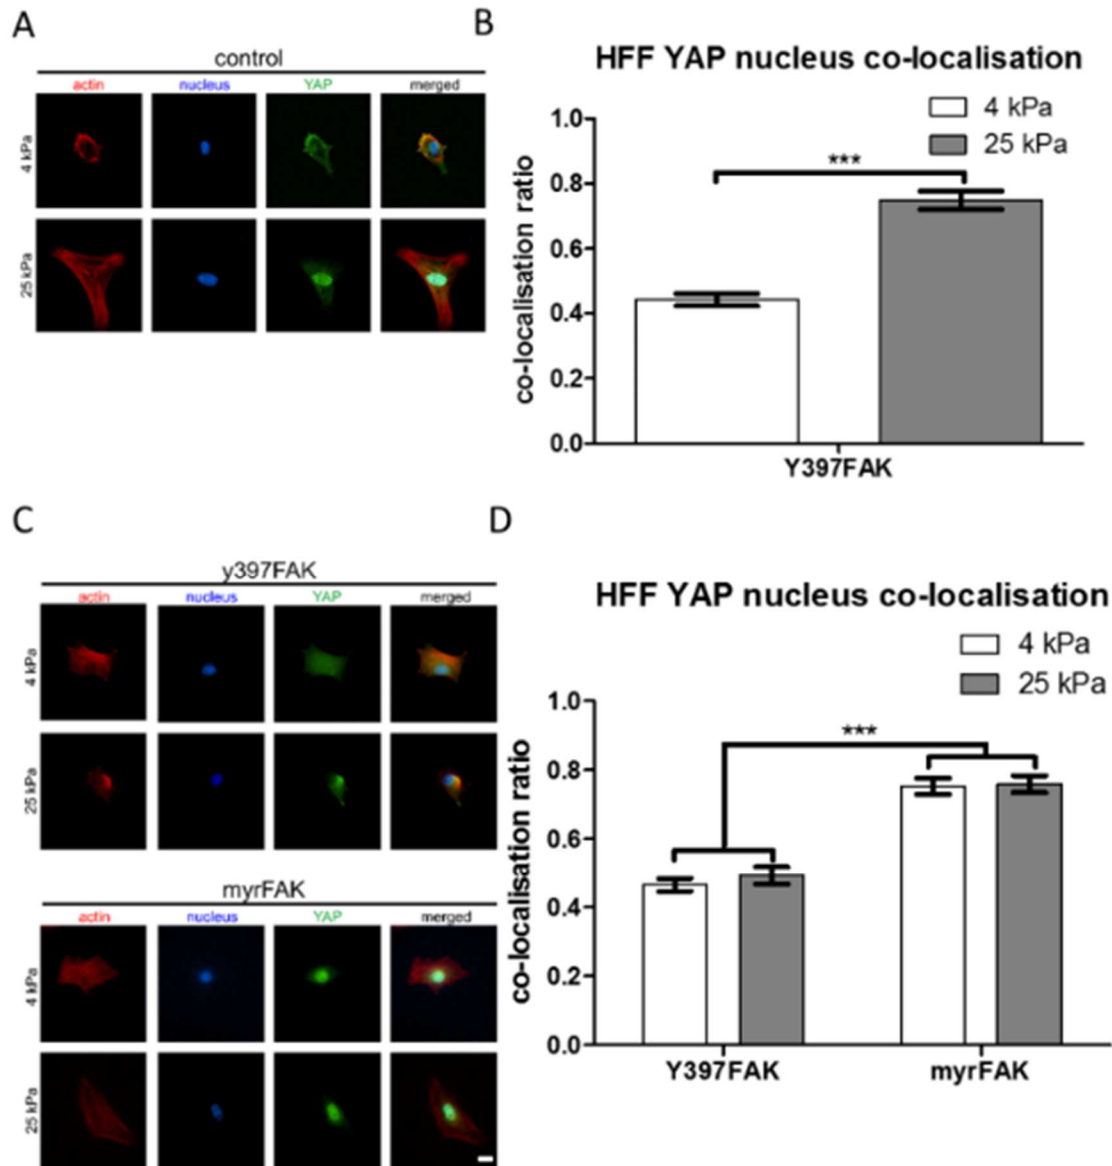 A
control
actin nucleus YAP merged
4 kPa
25 kPa
B
HFF YAP nucleus co-localisation
4 kPa
25 kPa
***
co-localisation ratio
1.0
0.8
0.6
0.4
0.2
0.0
Y397FAK
C
y397FAK
actin nucleus YAP merged
4 kPa
25 kPa
myrFAK
actin nucleus YAP merged
4 kPa
25 kPa
D
HFF YAP nucleus co-localisation
4 kPa
25 kPa
***
co-localisation ratio
1.0
0.8
0.6
0.4
0.2
0.0
Y397FAK myrFAK